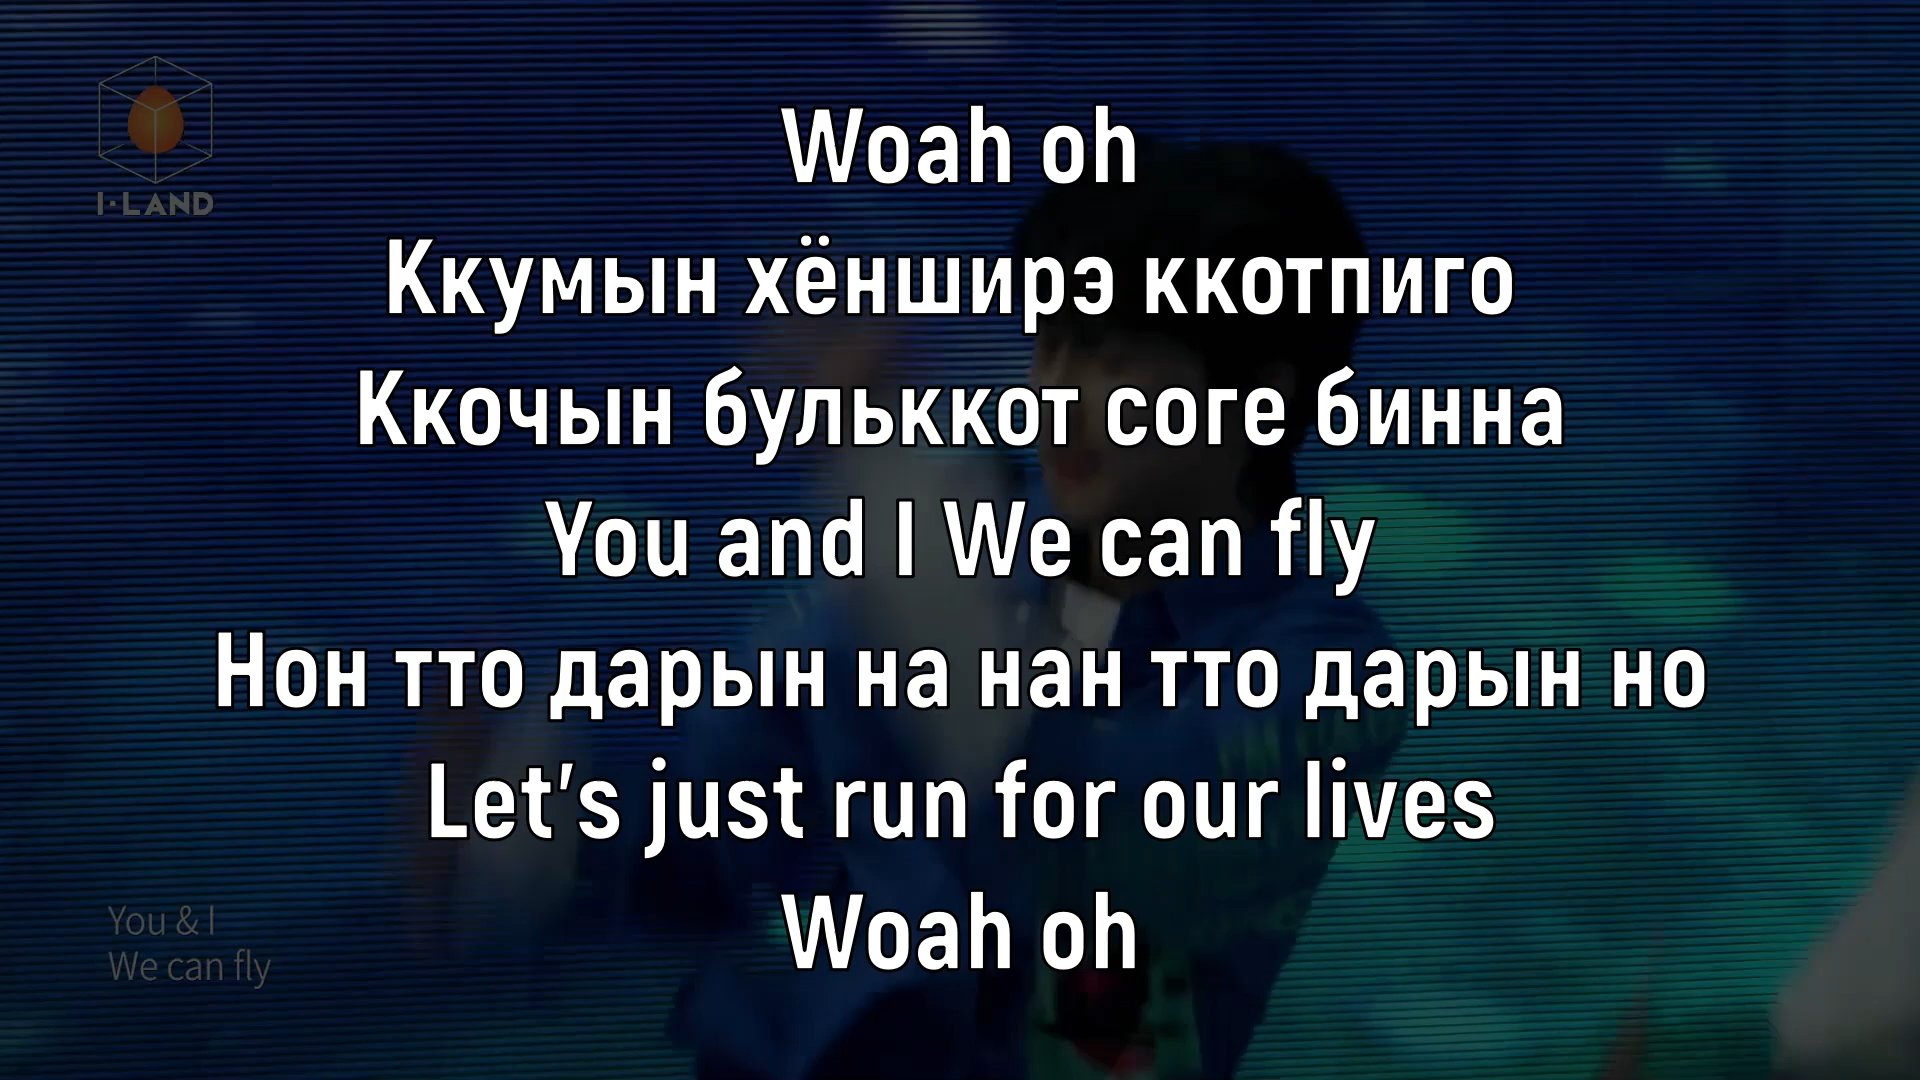 I·LAND
Woah oh
Ккумын хёнширэ ккотпиго
Ккочын бульккот соге бинна
You and I We can fly
Нон тто дарын на нан тто дарын но
Let's just run for our lives
Woah oh
You & I
We can fly